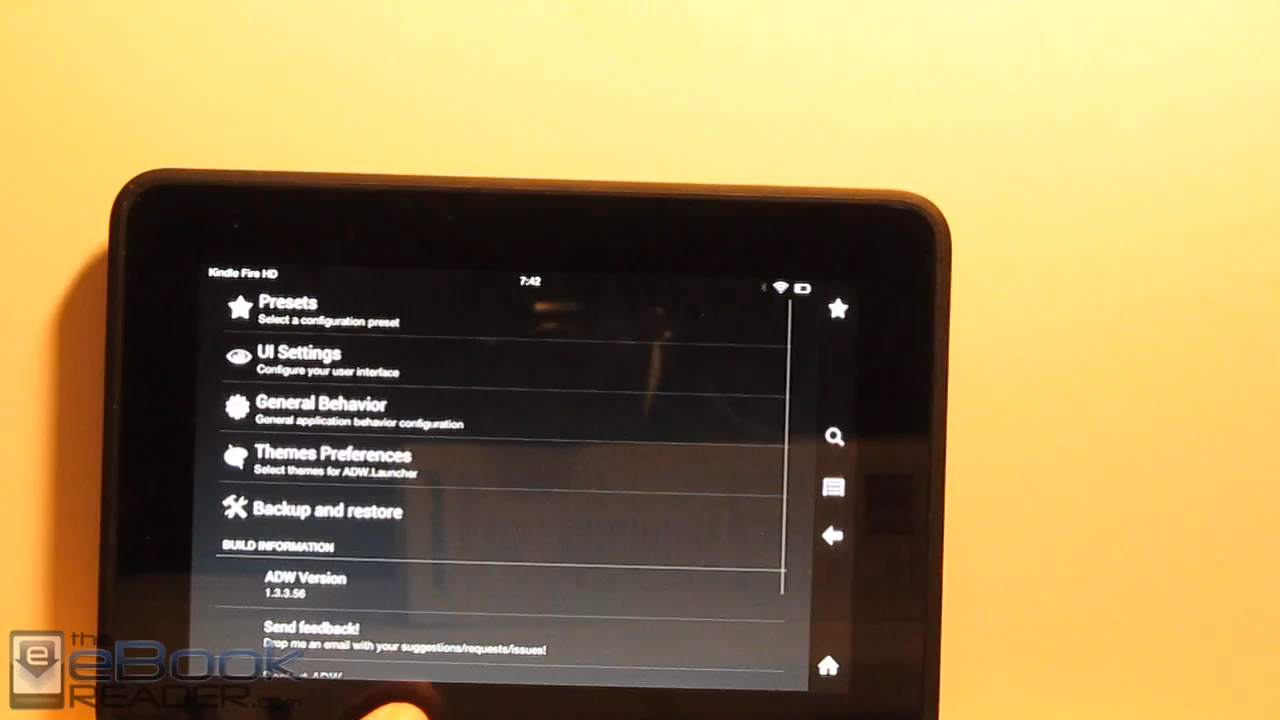 Kindle Fire HD
7:42
Presets
Select a configuration preset
UI Settings
Configure your user interface
General Behavior
General application behavior configuration
Themes Preferences
Select themes for ADW.Launcher
Backup and restore
BUILD INFORMATION
ADW Version
1.3.3.56
Send feedback!
Drop me an email with your suggestions/requests/issues!
the
eBook
READER.com